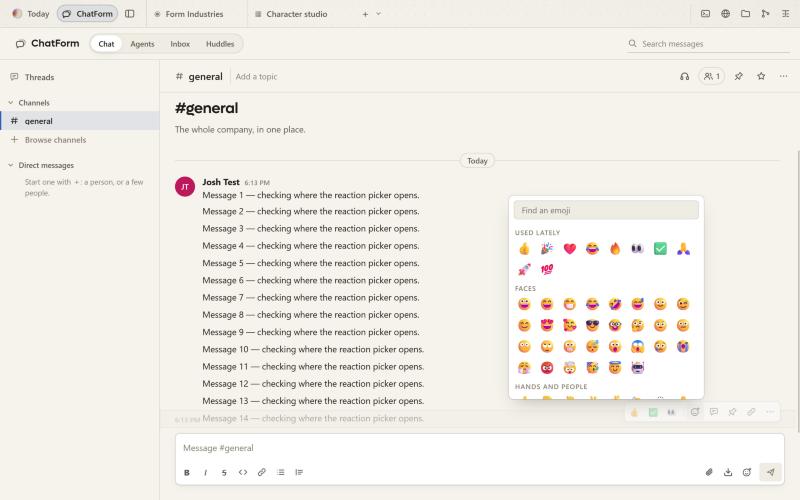 Today
ChatForm
Form Industries
Character studio
ChatForm
Chat
Agents
Inbox
Huddles
Search messages
Threads
Channels
# general
Browse channels
Direct messages
Start one with + : a person, or a few
people.
# general
Add a topic
1
#general
The whole company, in one place.
Today
JT
Josh Test 6:13 PM
Message 1 — checking where the reaction picker opens.
Message 2 — checking where the reaction picker opens.
Message 3 — checking where the reaction picker opens.
Message 4 — checking where the reaction picker opens.
Message 5 — checking where the reaction picker opens.
Message 6 — checking where the reaction picker opens.
Message 7 — checking where the reaction picker opens.
Message 8 — checking where the reaction picker opens.
Message 9 — checking where the reaction picker opens.
Message 10 — checking where the reaction picker opens.
Message 11 — checking where the reaction picker opens.
Message 12 — checking where the reaction picker opens.
Message 13 — checking where the reaction picker opens.
6:13 PM Message 14 — checking where the reaction picker opens.
Find an emoji
USED LATELY
FACES
HANDS AND PEOPLE
Message #general
B I S